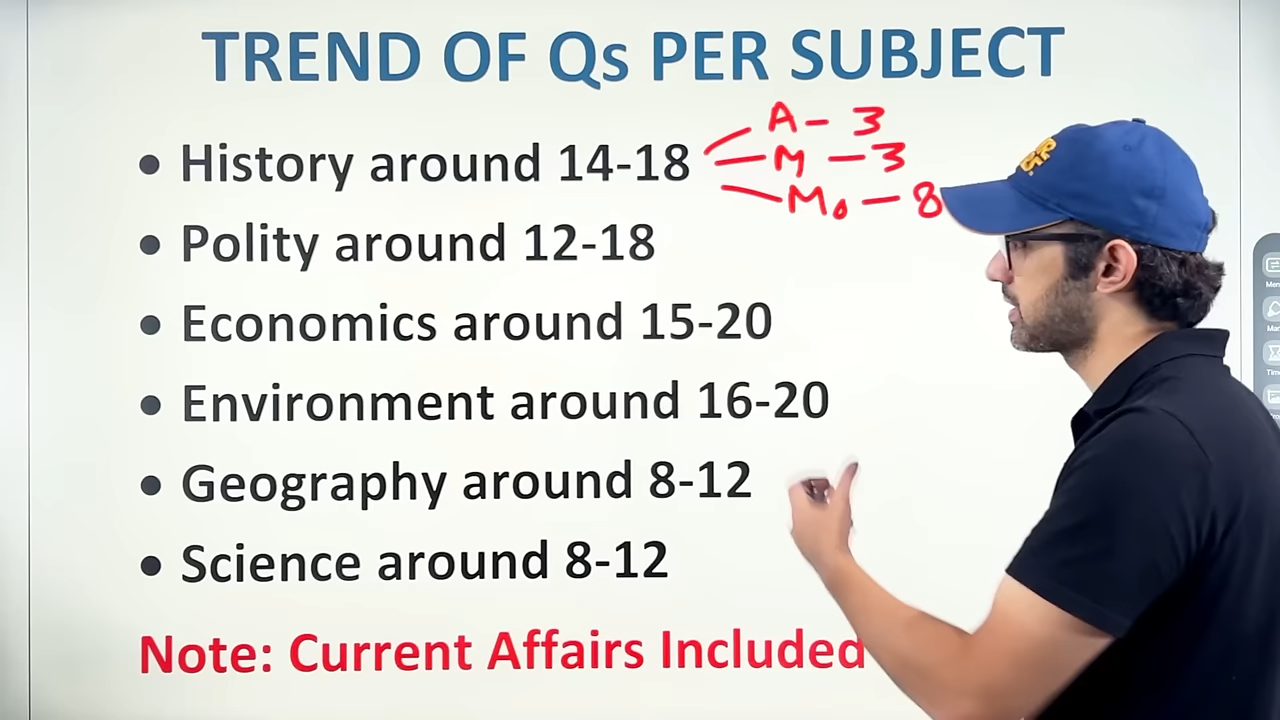 TREND OF Qs PER SUBJECT
• History around 14-18
A - 3
M - 3
Mo - 8
• Polity around 12-18
• Economics around 15-20
• Environment around 16-20
• Geography around 8-12
• Science around 8-12
Note: Current Affairs Included